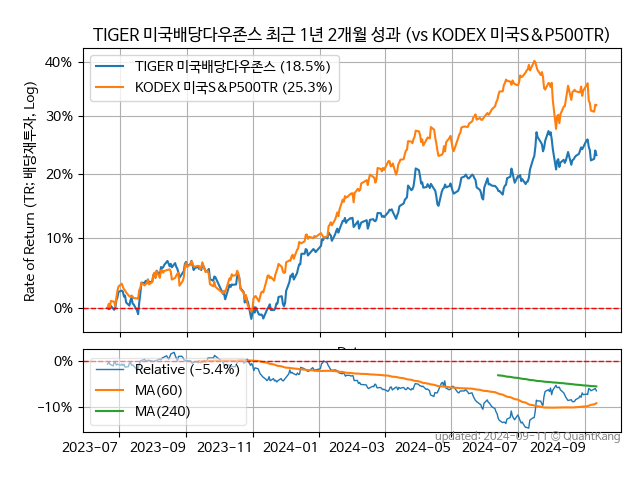 TIGER 미국배당다우존스 최근 1년 2개월 성과 (vs KODEX 미국S&P500TR)
Rate of Return (TR: 배당재투자, Log)
40%
30%
20%
10%
0%
TIGER 미국배당다우존스 (18.5%)
KODEX 미국S&P500TR (25.3%)
0%
−10%
Relative (−5.4%)
MA(60)
MA(240)
updated: 2024-09-11 © QuantKang
2023-07 2023-09 2023-11 2024-01 2024-03 2024-05 2024-07 2024-09